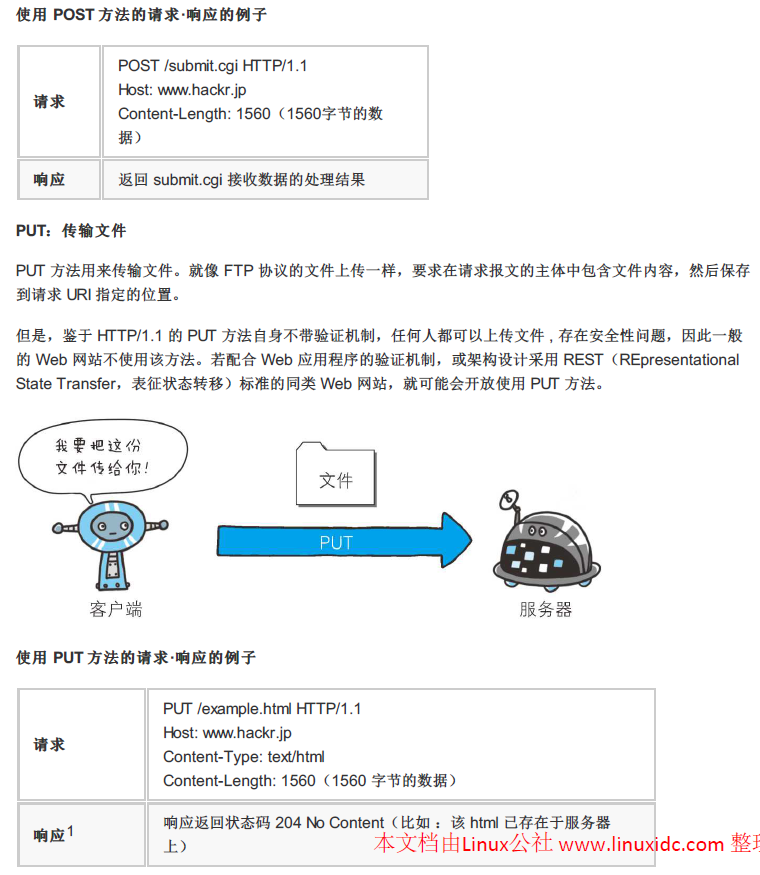 使用 POST 方法的请求·响应的例子
请求
POST /submit.cgi HTTP/1.1
Host: www.hackr.jp
Content-Length: 1560（1560字节的数
据）
响应
返回 submit.cgi 接收数据的处理结果
PUT：传输文件
PUT 方法用来传输文件。就像 FTP 协议的文件上传一样，要求在请求报文的主体中包含文件内容，然后保存
到请求 URI 指定的位置。
但是，鉴于 HTTP/1.1 的 PUT 方法自身不带验证机制，任何人都可以上传文件 , 存在安全性问题，因此一般
的 Web 网站不使用该方法。若配合 Web 应用程序的验证机制，或架构设计采用 REST（REpresentational
State Transfer，表征状态转移）标准的同类 Web 网站，就可能会开放使用 PUT 方法。
我要把这份
文件传给你!
文件
PUT
客户端
服务器
使用 PUT 方法的请求·响应的例子
请求
PUT /example.html HTTP/1.1
Host: www.hackr.jp
Content-Type: text/html
Content-Length: 1560（1560 字节的数据）
响应1
响应返回状态码 204 No Content（比如 ：该 html 已存在于服务器
上）
本文档由Linux公社 www.linuxidc.com 整理